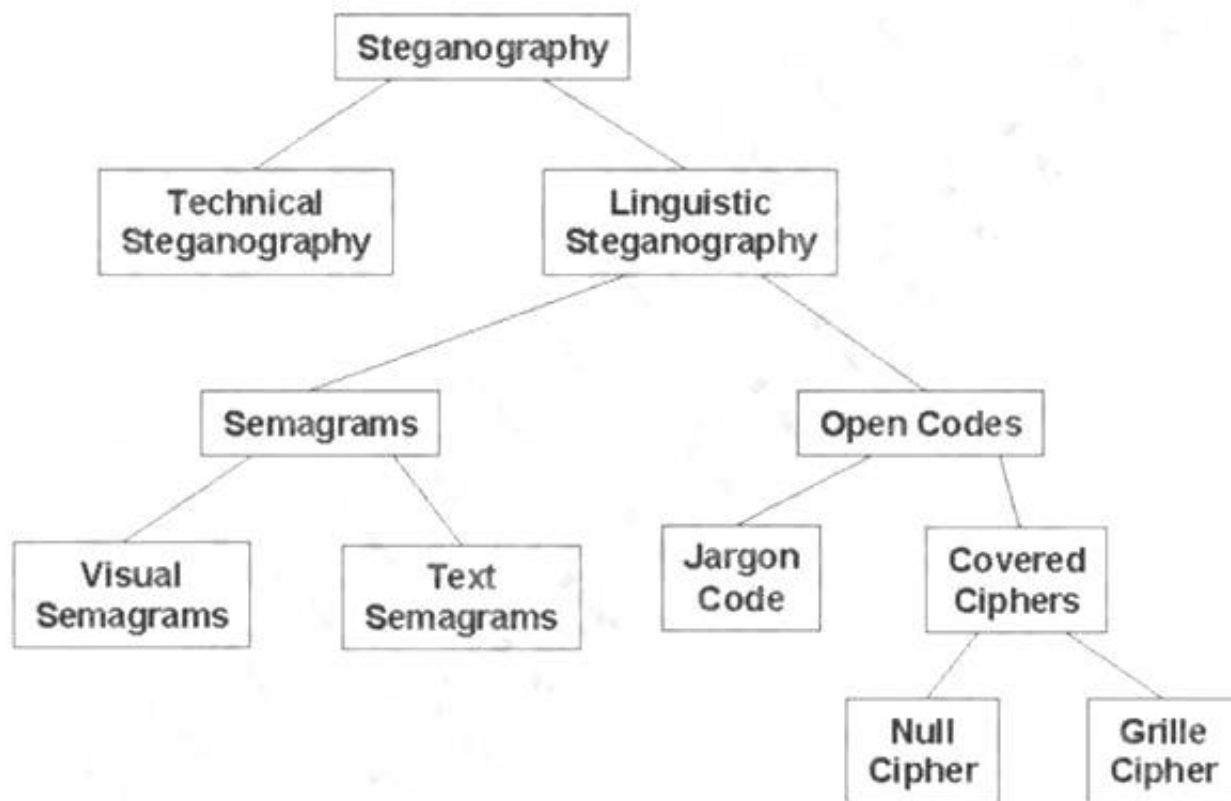 Steganography
Technical
Steganography
Linguistic
Steganography
Semagrams
Open Codes
Visual
Semagrams
Text
Semagrams
Jargon
Code
Covered
Ciphers
Null
Cipher
Grille
Cipher